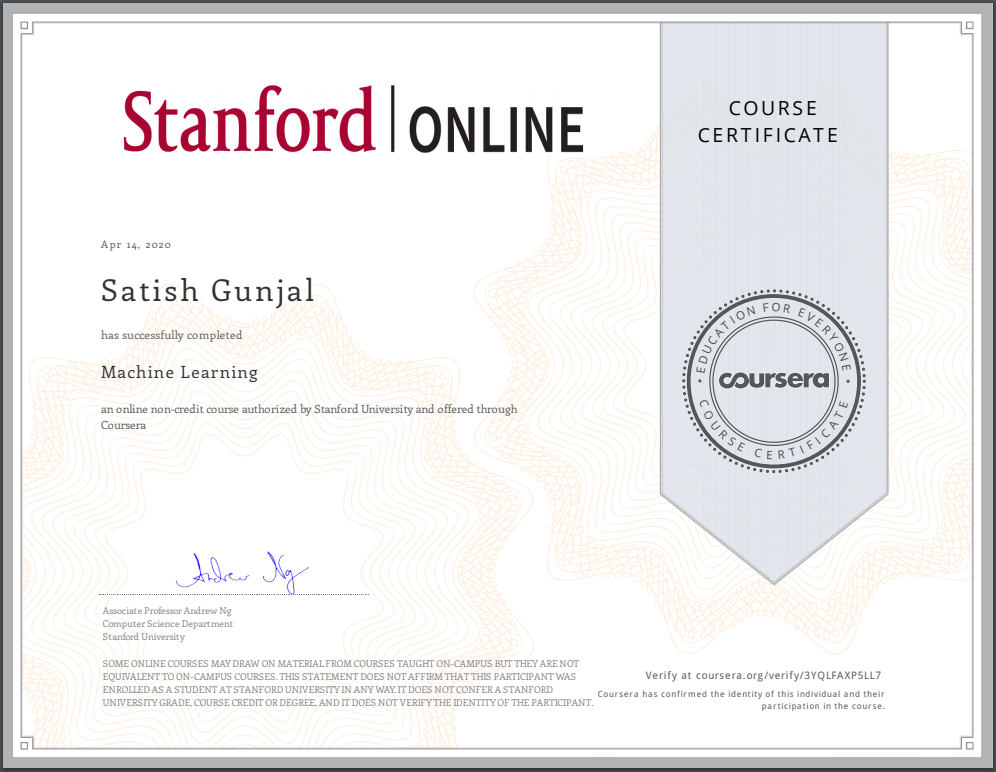 Stanford | ONLINE
COURSE
CERTIFICATE
Apr 14, 2020
Satish Gunjal
has successfully completed
Machine Learning
an online non-credit course authorized by Stanford University and offered through
Coursera
EDUCATION FOR EVERYONE
coursera
COURSE CERTIFICATE
Andrew Ng
Associate Professor Andrew Ng
Computer Science Department
Stanford University
SOME ONLINE COURSES MAY DRAW ON MATERIAL FROM COURSES TAUGHT ON-CAMPUS BUT THEY ARE NOT
EQUIVALENT TO ON-CAMPUS COURSES. THIS STATEMENT DOES NOT AFFIRM THAT THIS PARTICIPANT WAS
ENROLLED AS A STUDENT AT STANFORD UNIVERSITY IN ANY WAY. IT DOES NOT CONFER A STANFORD
UNIVERSITY GRADE, COURSE CREDIT OR DEGREE, AND IT DOES NOT VERIFY THE IDENTITY OF THE PARTICIPANT.
Verify at coursera.org/verify/3YQLFAXP5LL7
Coursera has confirmed the identity of this individual and their
participation in the course.